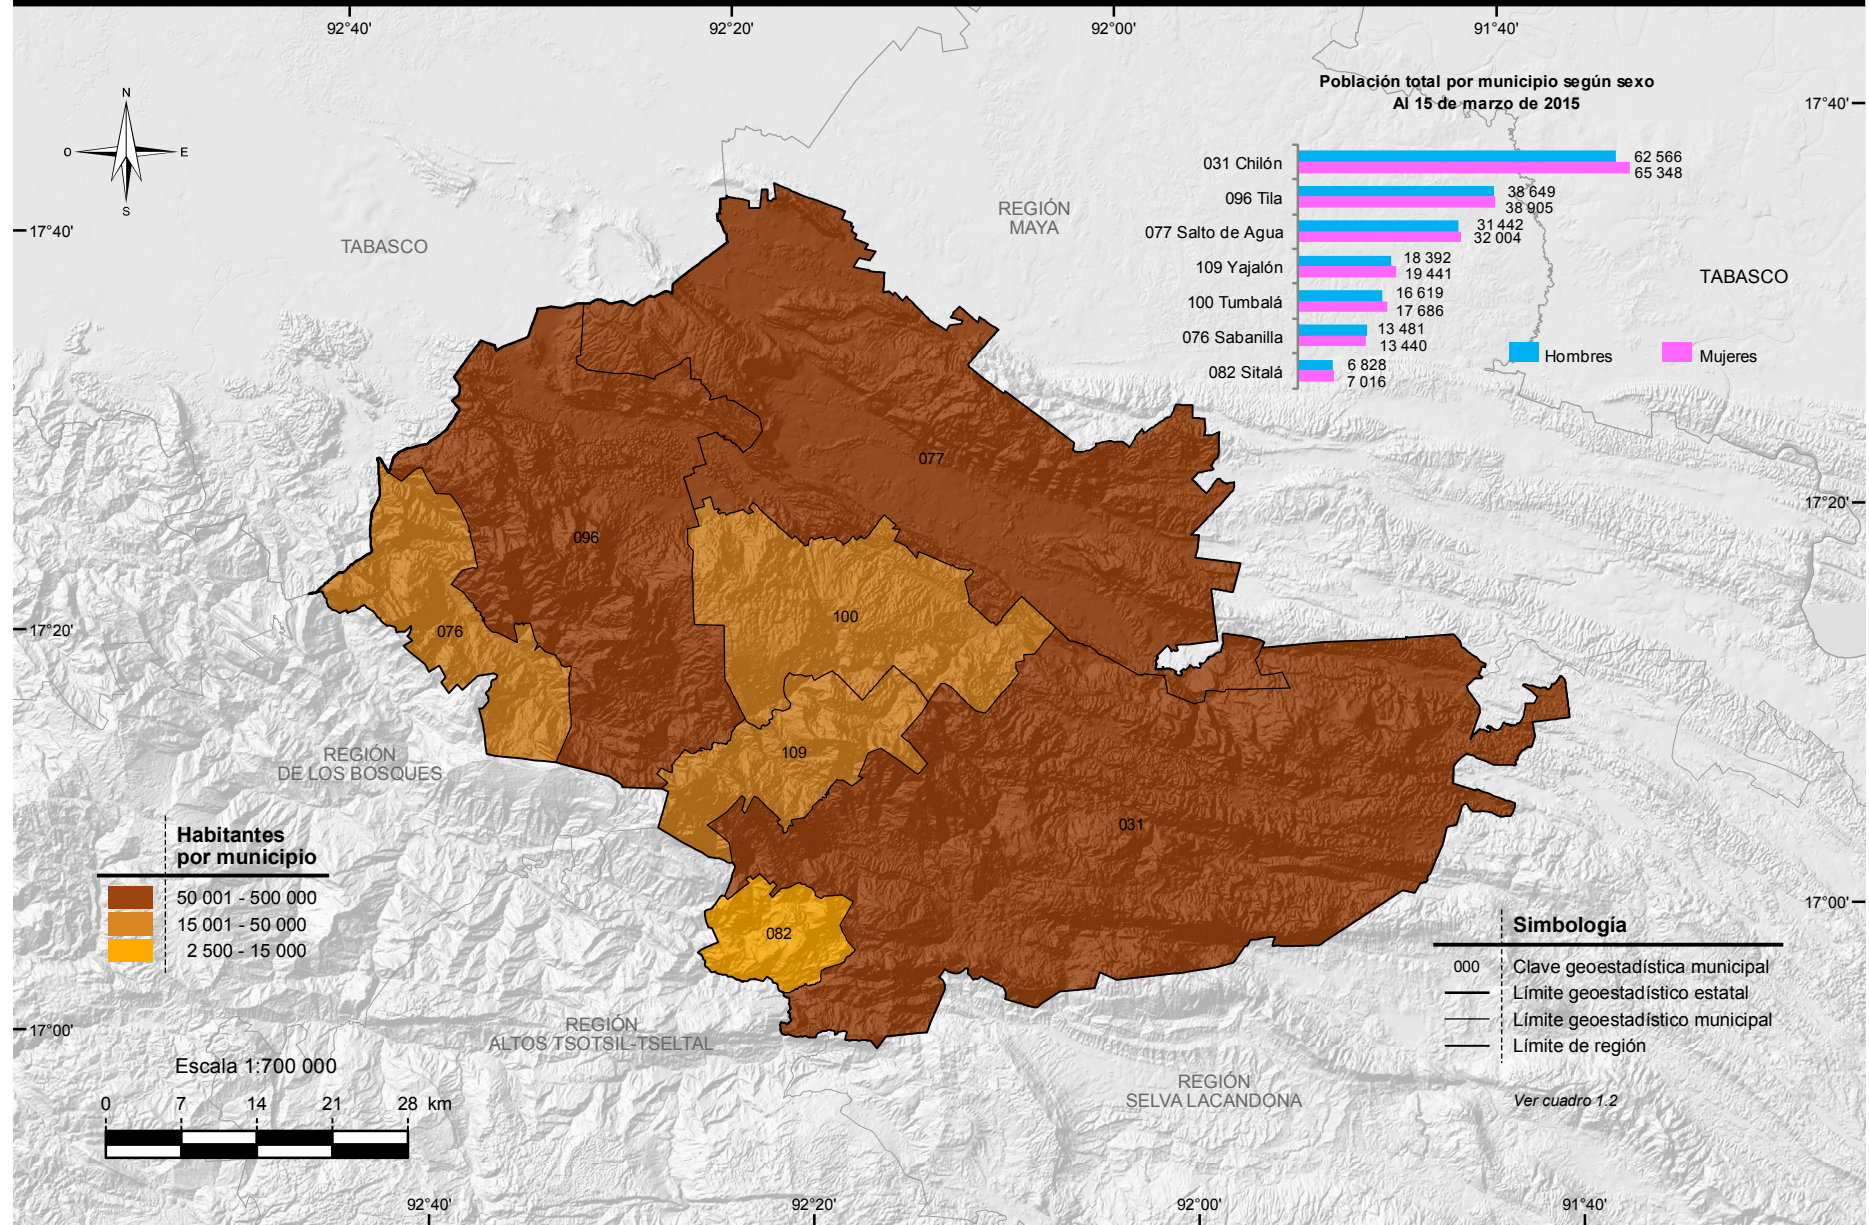 92°40'
92°20'
92°00'
91°40'
Población total por municipio según sexo
Al 15 de marzo de 2015
17°40'
N
O
E
S
031 Chilón
62 566
65 348
096 Tila
38 649
38 905
077 Salto de Agua
31 442
32 004
109 Yajalón
18 392
19 441
100 Tumbalá
16 619
17 686
076 Sabanilla
13 481
13 440
082 Sitalá
6 828
7 016
Hombres
Mujeres
REGIÓN
MAYA
17°40'
TABASCO
TABASCO
077
17°20'
096
100
17°20'
076
109
REGIÓN
DE LOS BOSQUES
031
Habitantes
por municipio
50 001 - 500 000
15 001 - 50 000
2 500 - 15 000
082
17°00'
Simbología
000
Clave geoestadística municipal
Límite geoestadístico estatal
Límite geoestadístico municipal
Límite de región
17°00'
REGIÓN
ALTOS TSOTSIL-TSELTAL
Escala 1:700 000
0
7
14
21
28 km
REGIÓN
SELVA LACANDONA
Ver cuadro 1.2
92°40'
92°20'
92°00'
91°40'